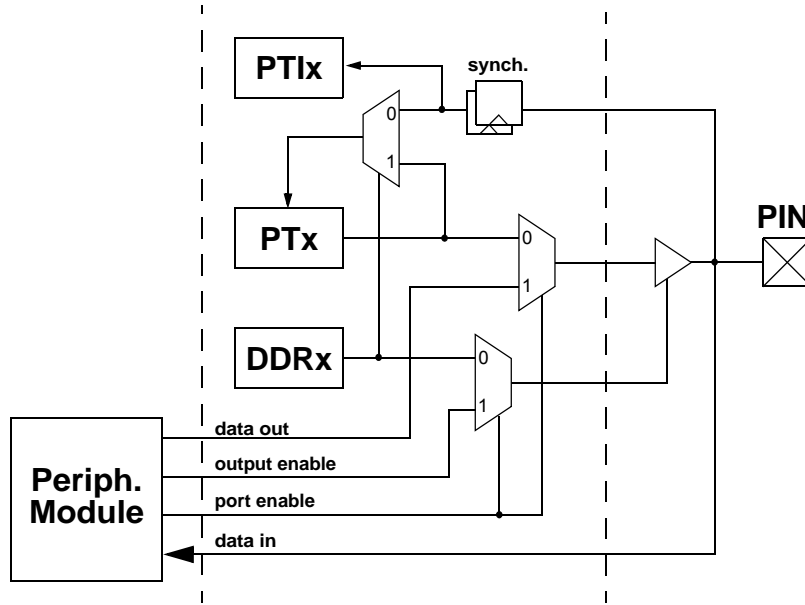 synch.
PTIx
0
1
PIN
PTx
0
1
DDRx
0
1
data out
output enable
port enable
data in
Periph.
Module